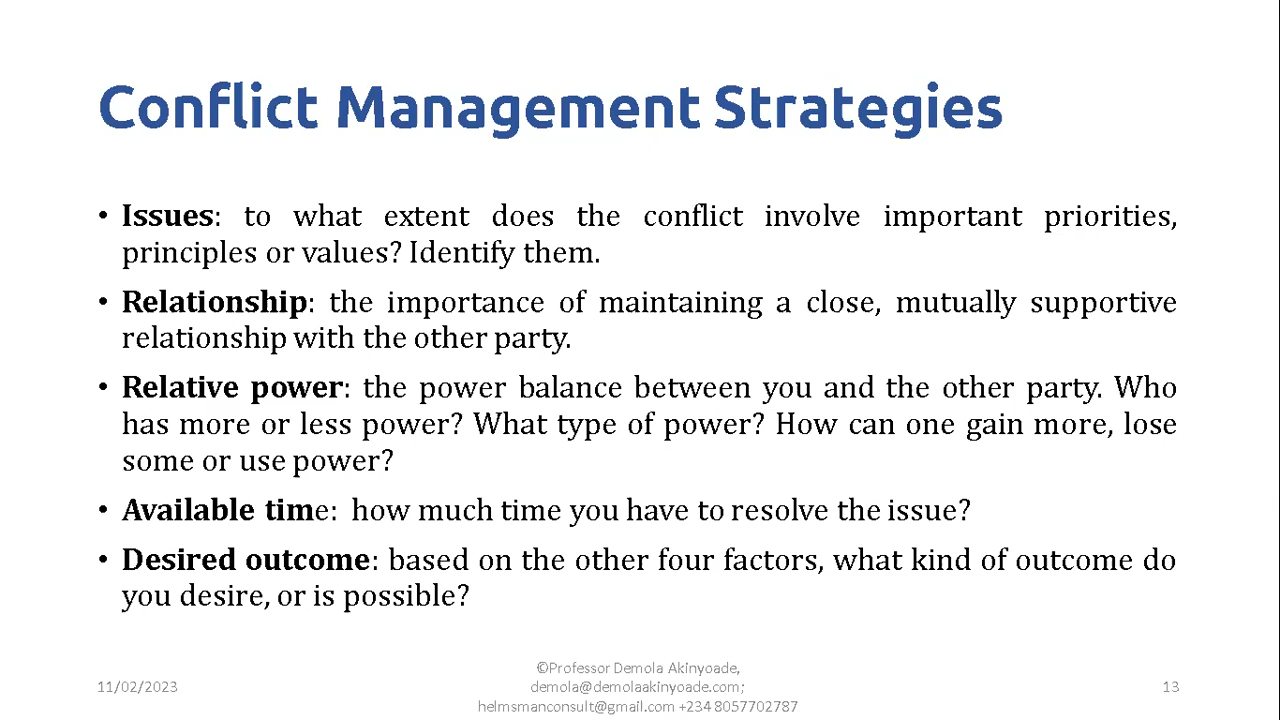 Conflict Management Strategies
• Issues: to what extent does the conflict involve important priorities,
principles or values? Identify them.
• Relationship: the importance of maintaining a close, mutually supportive
relationship with the other party.
• Relative power: the power balance between you and the other party. Who
has more or less power? What type of power? How can one gain more, lose
some or use power?
• Available time: how much time you have to resolve the issue?
• Desired outcome: based on the other four factors, what kind of outcome do
you desire, or is possible?
11/02/2023
©Professor Demola Akinyoade,
demola@demolaakinyoade.com;
helmsmanconsult@gmail.com +234 8057702787
13